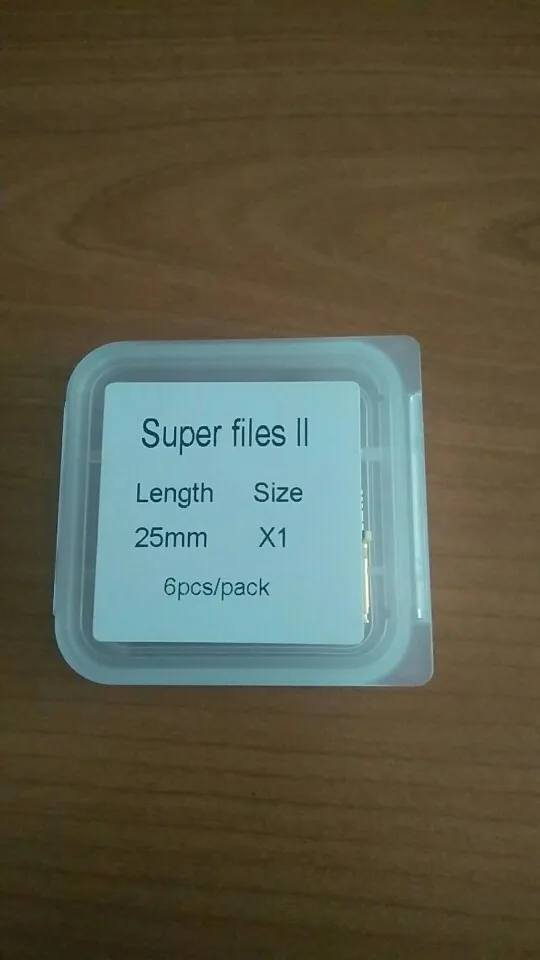 Super files II
Length Size
25mm X1
6pcs/pack